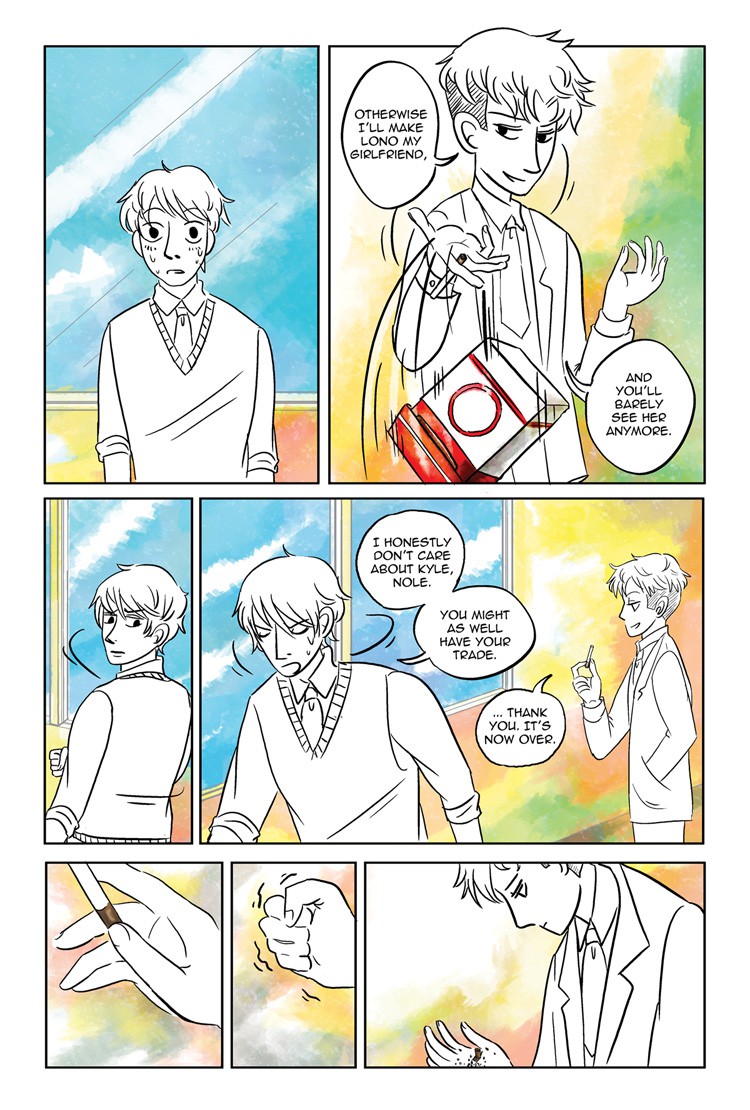 OTHERWISE
I'LL MAKE
LONO MY
GIRLFRIEND,
AND
YOU'LL
BARELY
SEE HER
ANYMORE.
I HONESTLY
DON'T CARE
ABOUT KYLE,
NOLE.
YOU MIGHT
AS WELL
HAVE YOUR
TRADE.
... THANK
YOU. IT'S
NOW OVER.